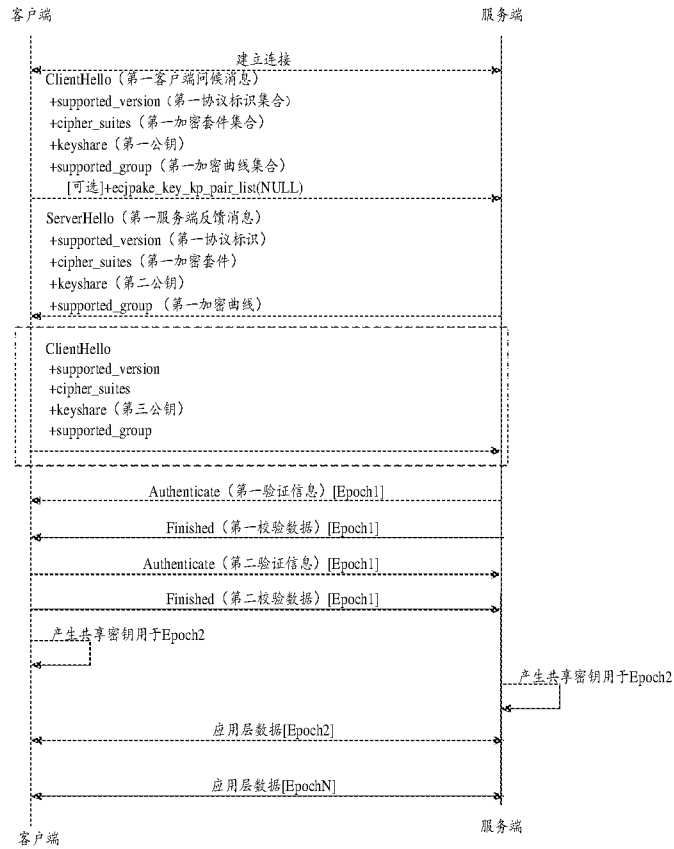 客户端
服务端
建立连接
ClientHello（第一客户端问候消息）
+supported_version（第一协议标识集合）
+cipher_suites（第一加密套件集合）
+keyshare（第一公钥）
+supported_group（第一加密曲线集合）
[可选]+ecjpake_key_kp_pair_list(NULL)
ServerHello（第一服务端反馈消息）
+supported_version（第一协议标识）
+cipher_suites（第一加密套件）
+keyshare（第二公钥）
+supported_group （第一加密曲线）
ClientHello
+supported_version
+cipher_suites
+keyshare（第三公钥）
+supported_group
Authenticate（第一验证信息）[Epoch1]
Finished（第一校验数据）[Epoch1]
Authenticate（第二验证信息）[Epoch1]
Finished（第二校验数据）[Epoch1]
产生共享密钥用于Epoch2
产生共享密钥用于Epoch2
应用层数据[Epoch2]
应用层数据[EpochN]
客户端
服务端